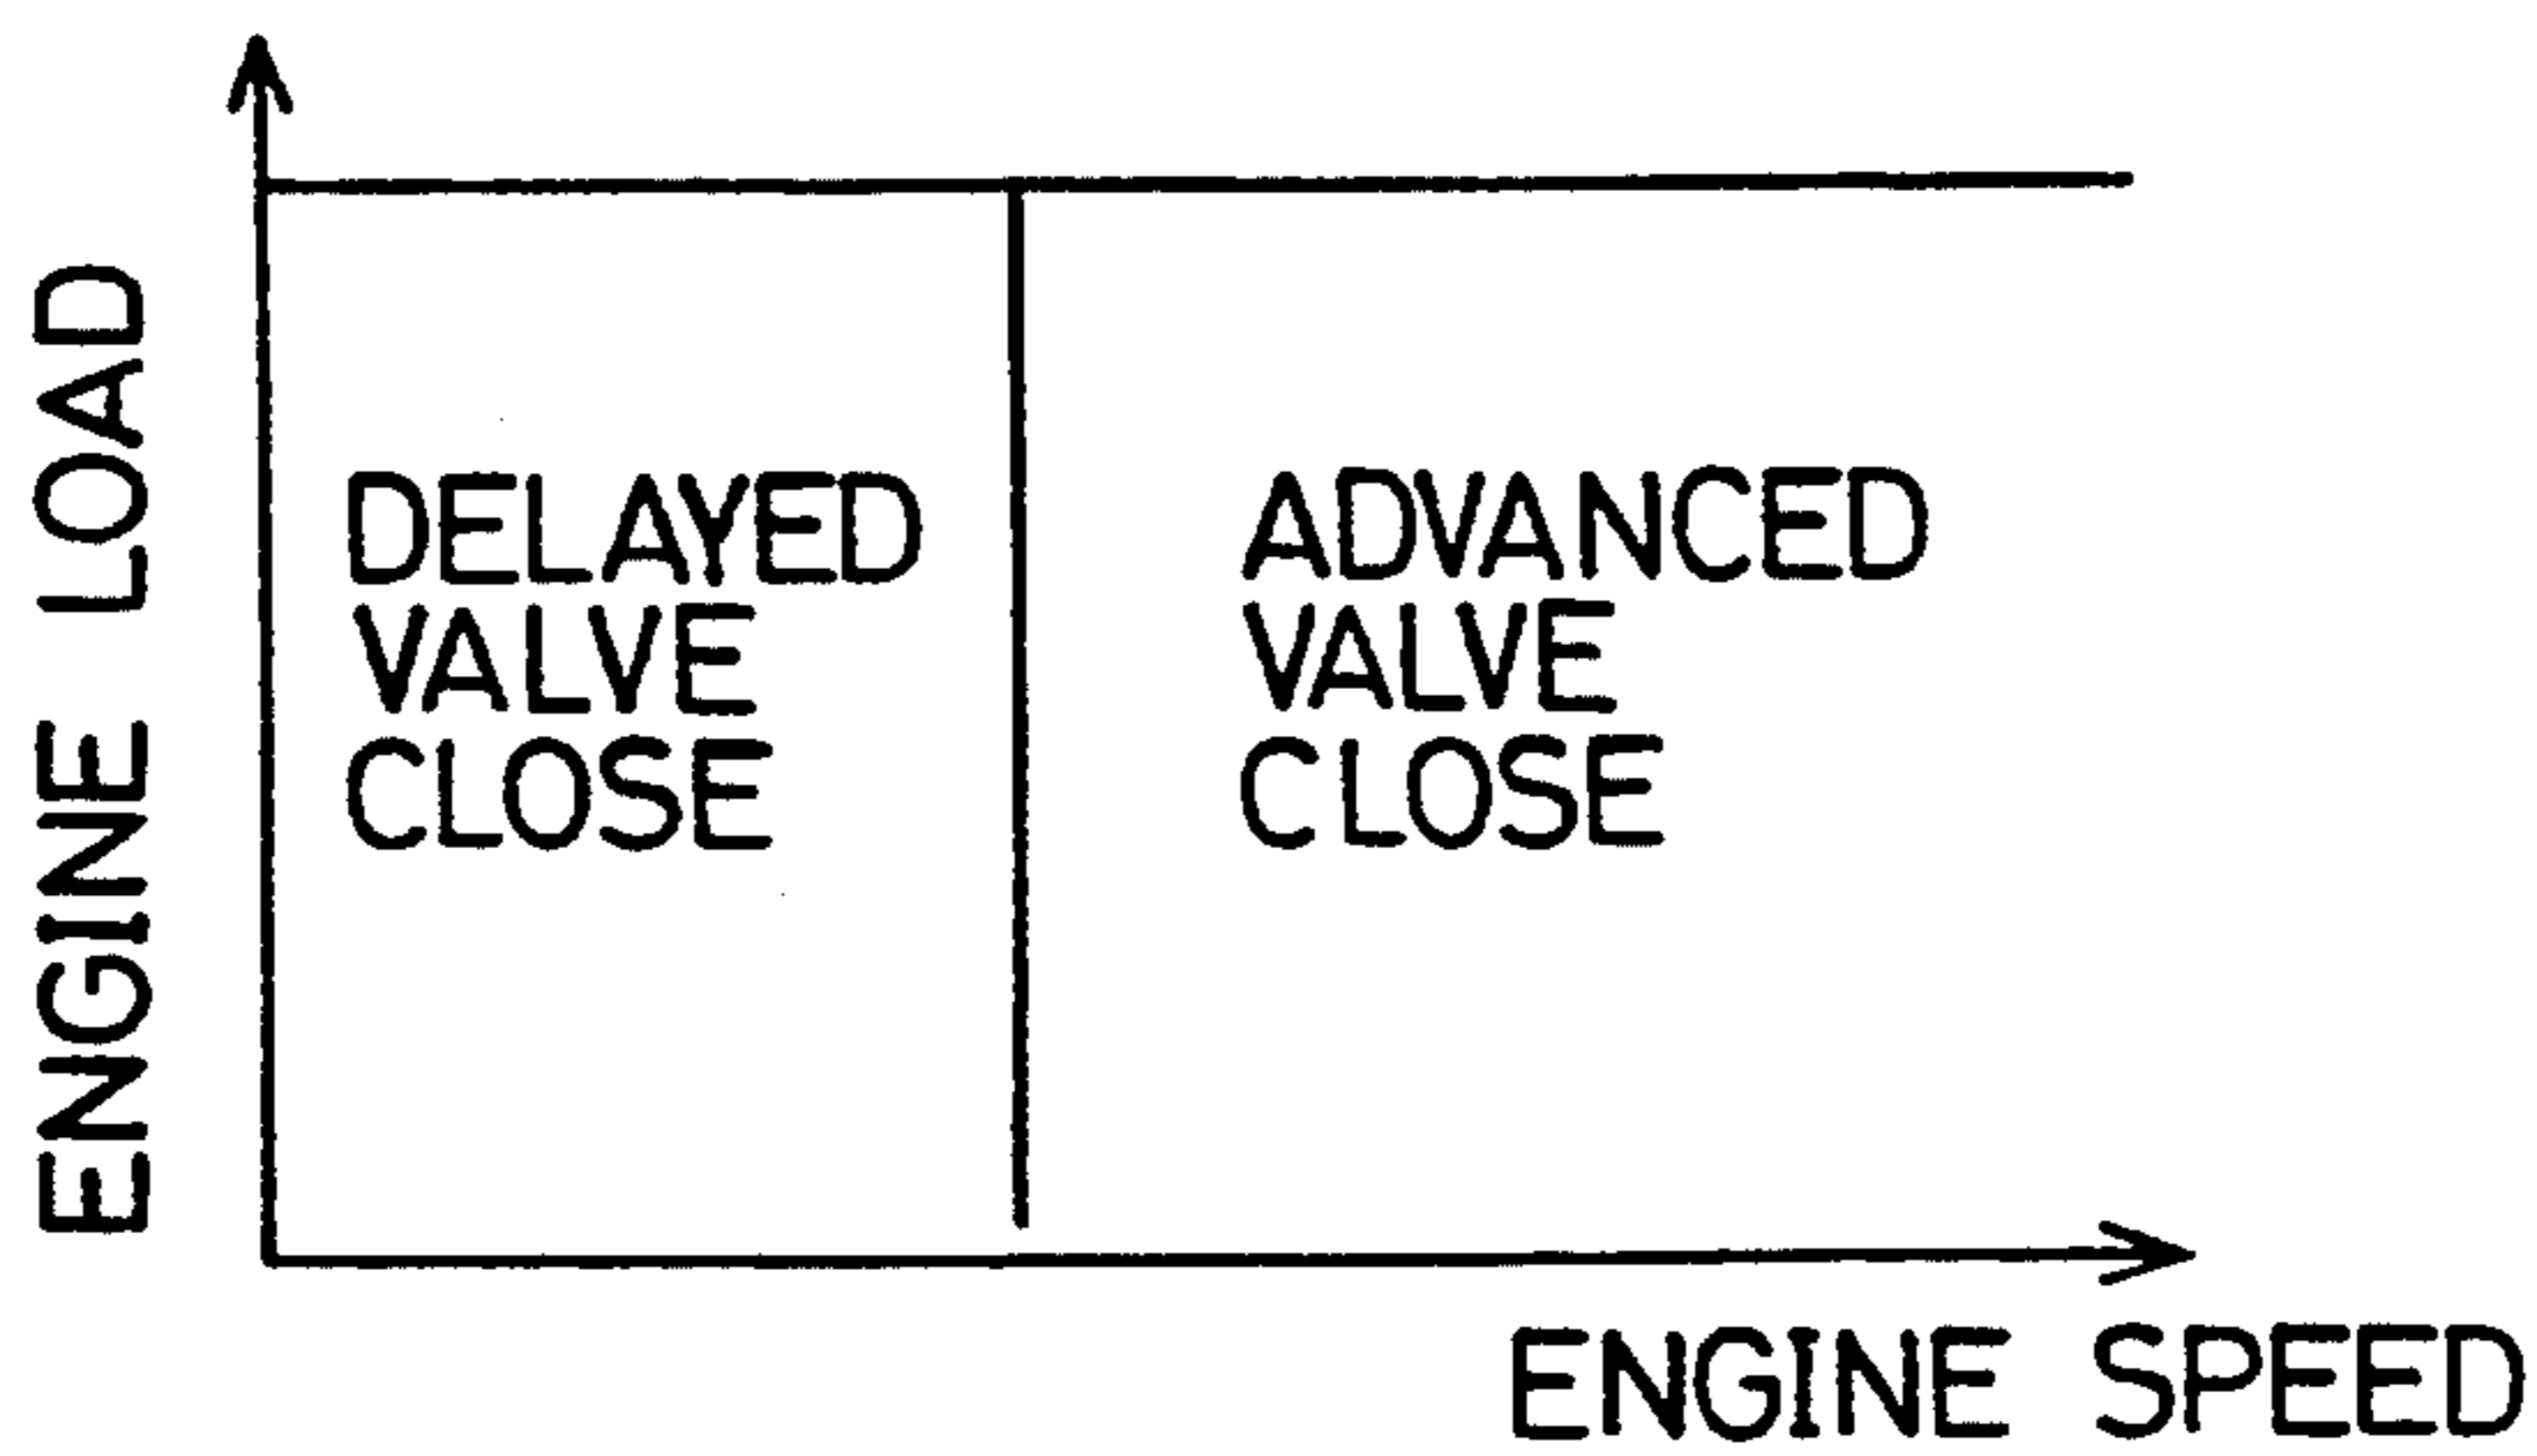 ENGINE LOAD
DELAYED
VALVE
CLOSE
ADVANCED
VALVE
CLOSE
ENGINE SPEED